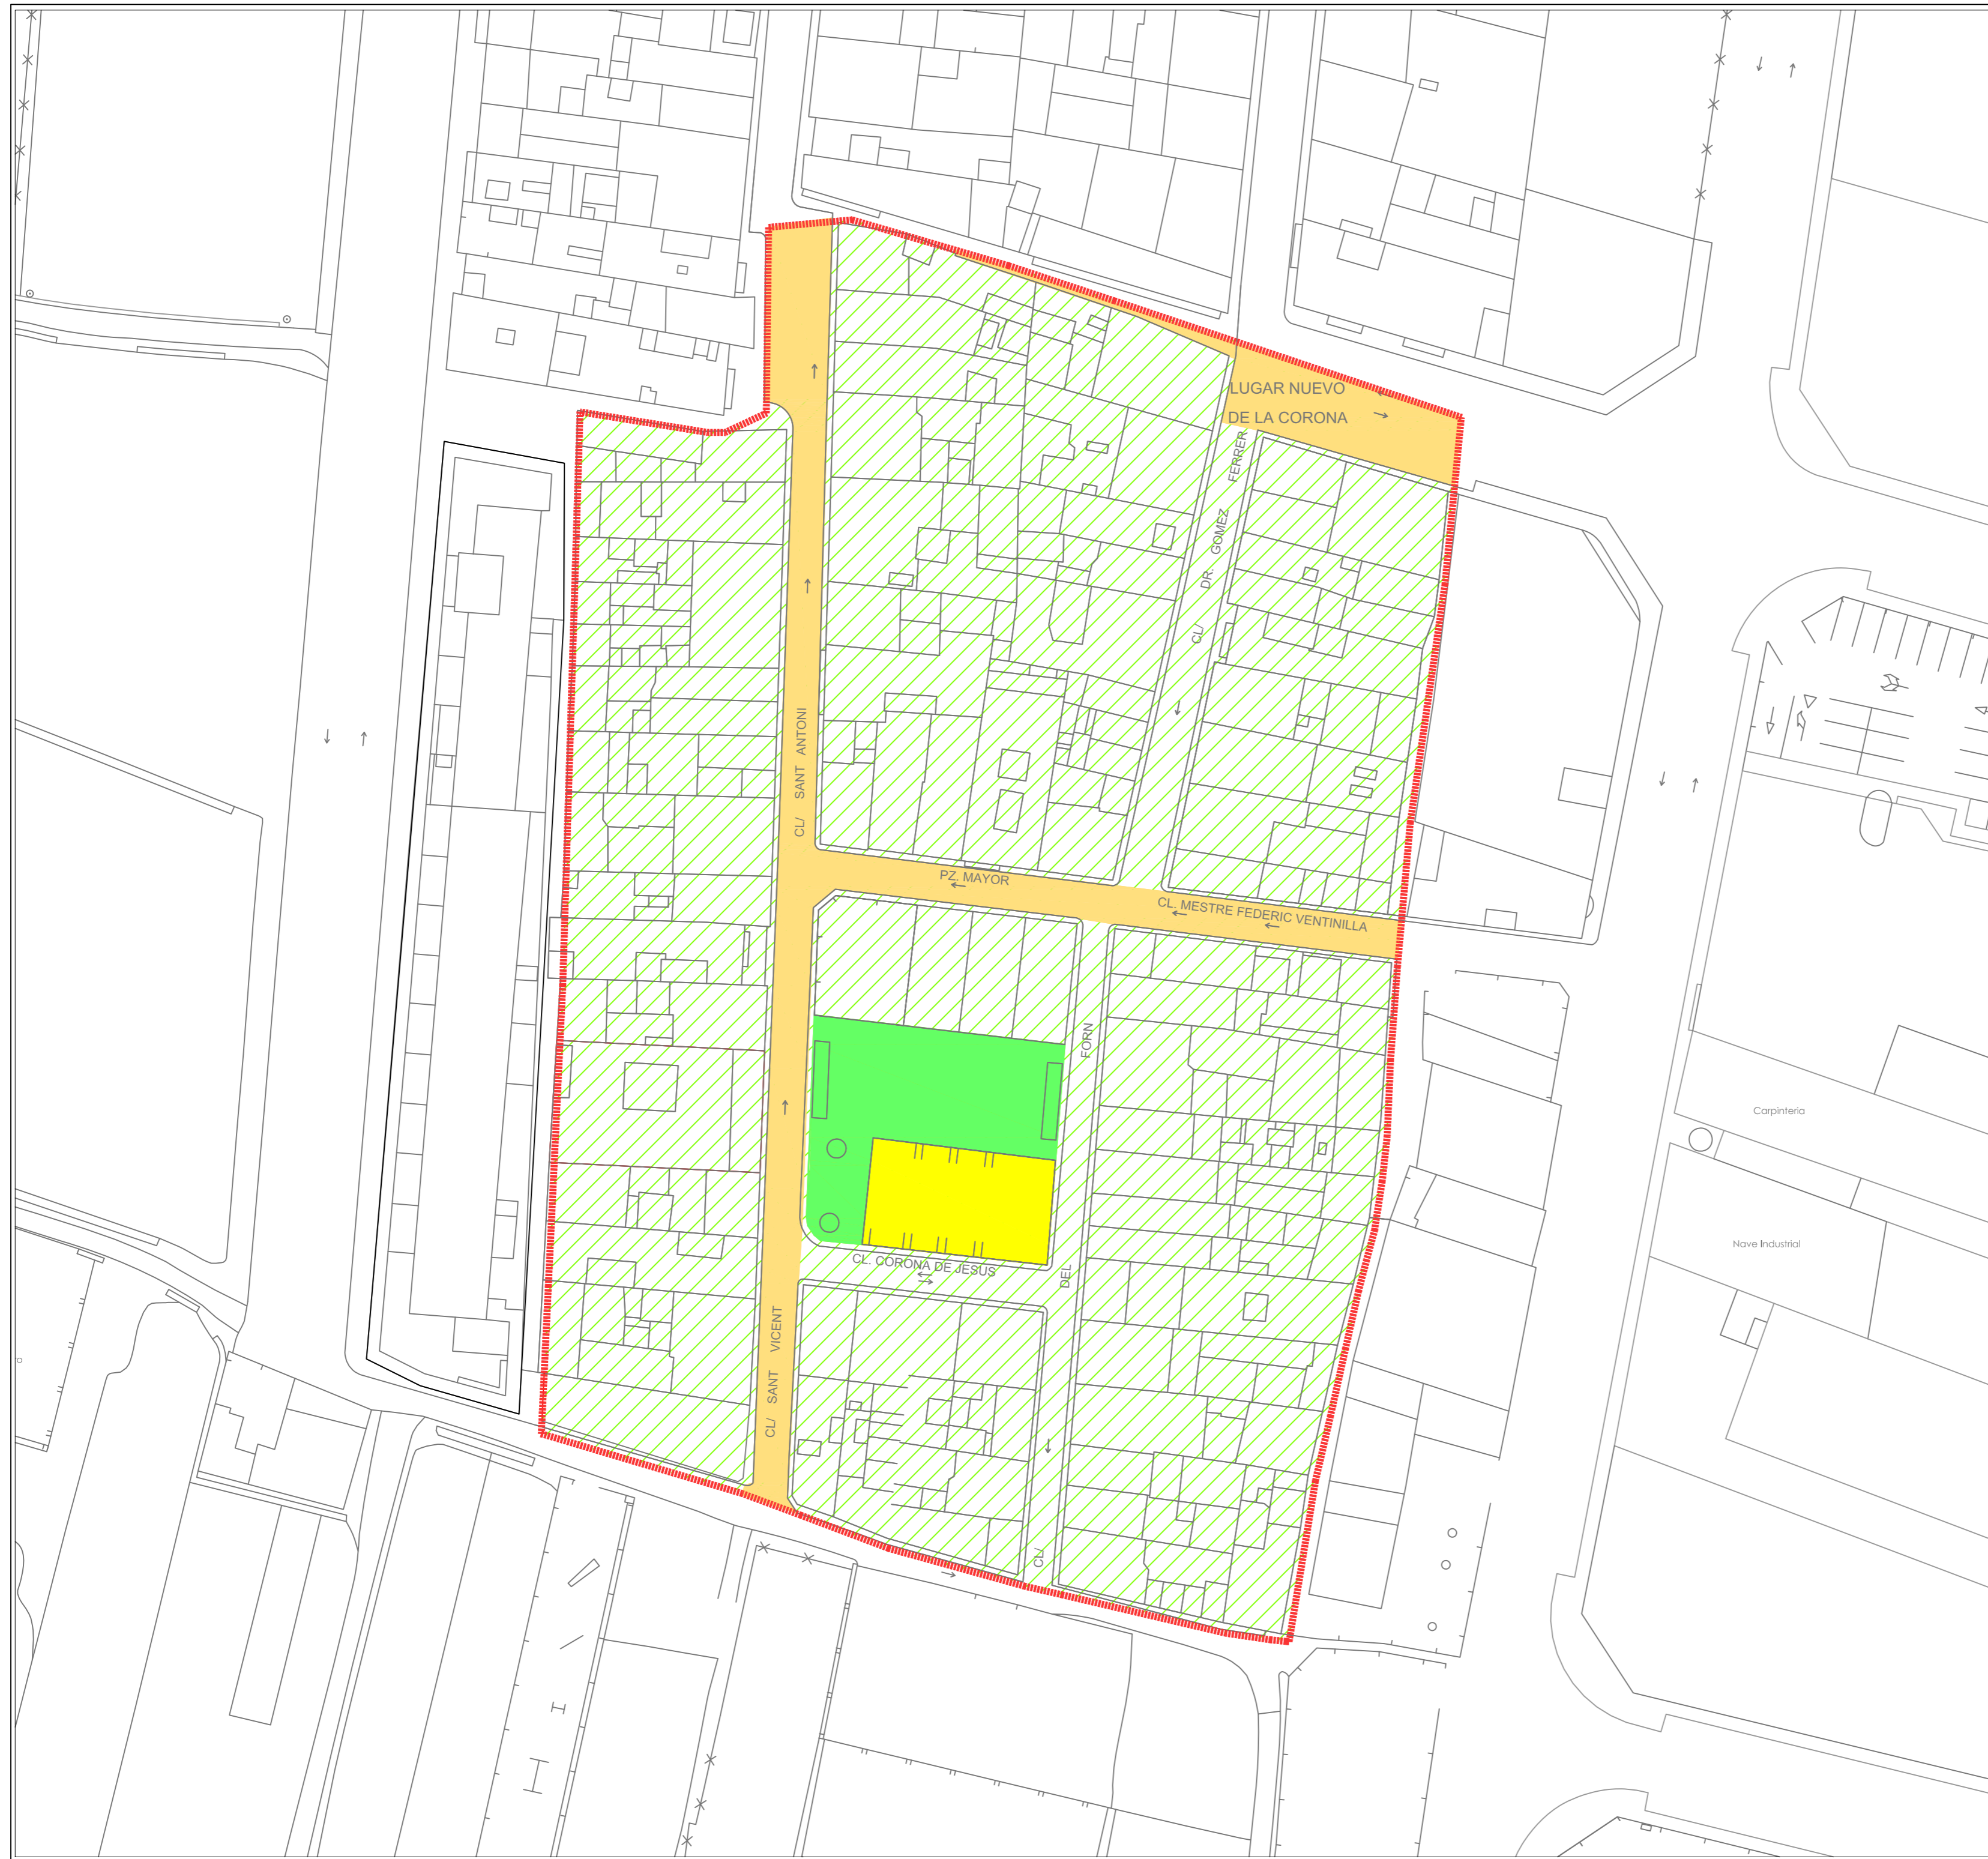 LUGAR NUEVO
DE LA CORONA
CL/ DR. GOMEZ FERRER
CL/ SANT ANTONI
PZ. MAYOR
CL. MESTRE FEDERIC VENTINILLA
CL/ DEL FORN
Carpinteria
Nave Industrial
CL. CORONA DE JESUS
CL/ SANT VICENT